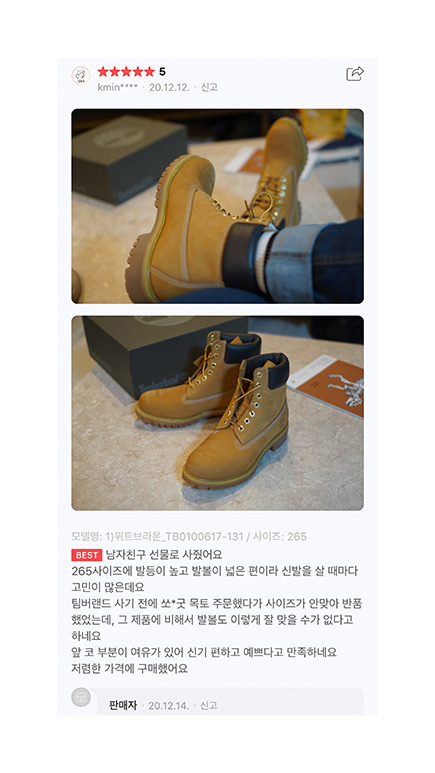 5
kmin**** · 20.12.12. · 신고
Timberland
모델명: 1)위트브라운_TB0100617-131 / 사이즈: 265
BEST 남자친구 선물로 사줬어요
265사이즈에 발등이 높고 발볼이 넓은 편이라 신발을 살 때마다
고민이 많은데요
팀버랜드 사기 전에 쏘*굿 목토 주문했다가 사이즈가 안맞아 반품
했었는데, 그 제품에 비해서 발볼도 이렇게 잘 맞을 수가 없다고
하네요
앞 코 부분이 여유가 있어 신기 편하고 예쁘다고 만족하네요
저렴한 가격에 구매했어요
판매자 · 20.12.14. · 신고